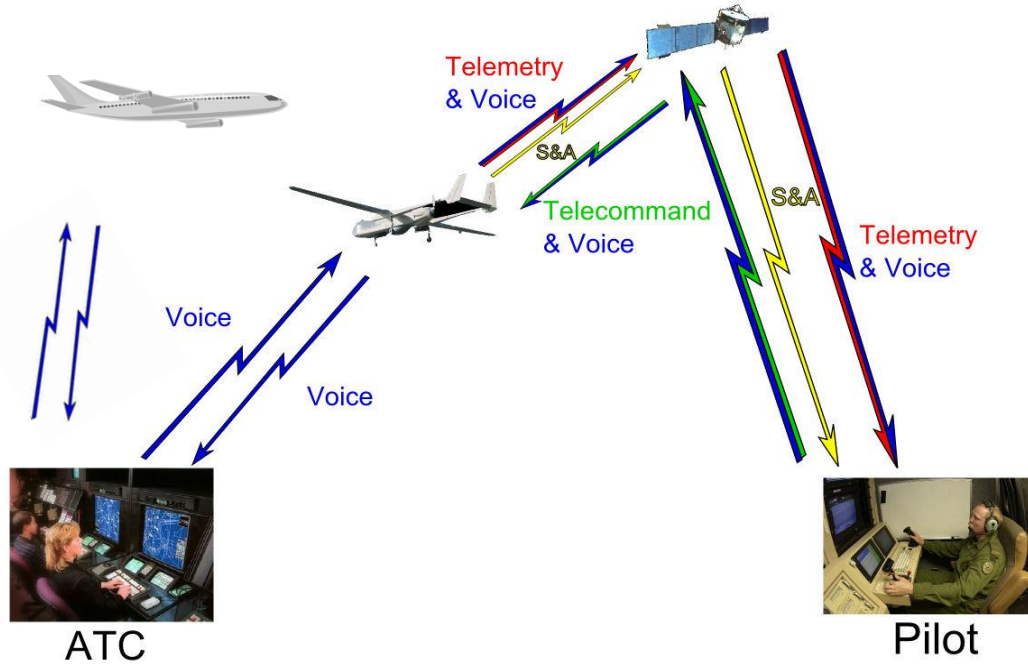 Telemetry
& Voice
S&A
Telecommand
& Voice
S&A
Telemetry
& Voice
Voice
Voice
ATC
Pilot